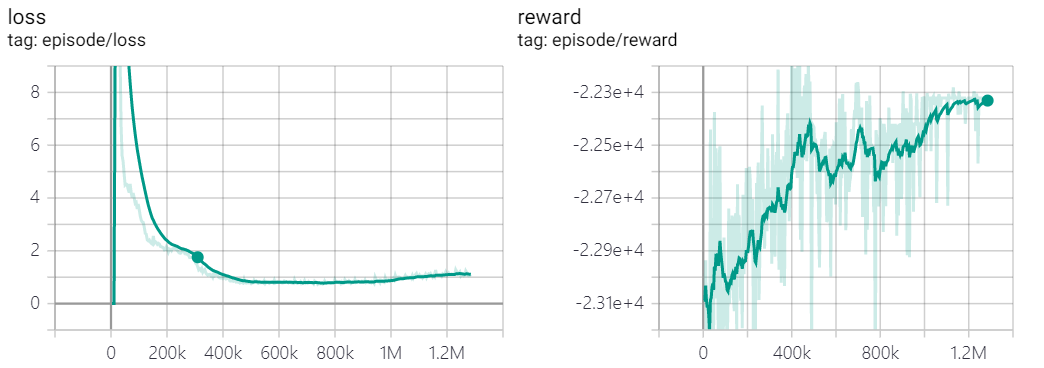 loss
tag: episode/loss
8
6
4
2
0
0 200k 400k 600k 800k 1M 1.2M
reward
tag: episode/reward
-2.23e+4
-2.25e+4
-2.27e+4
-2.29e+4
-2.31e+4
0 400k 800k 1.2M